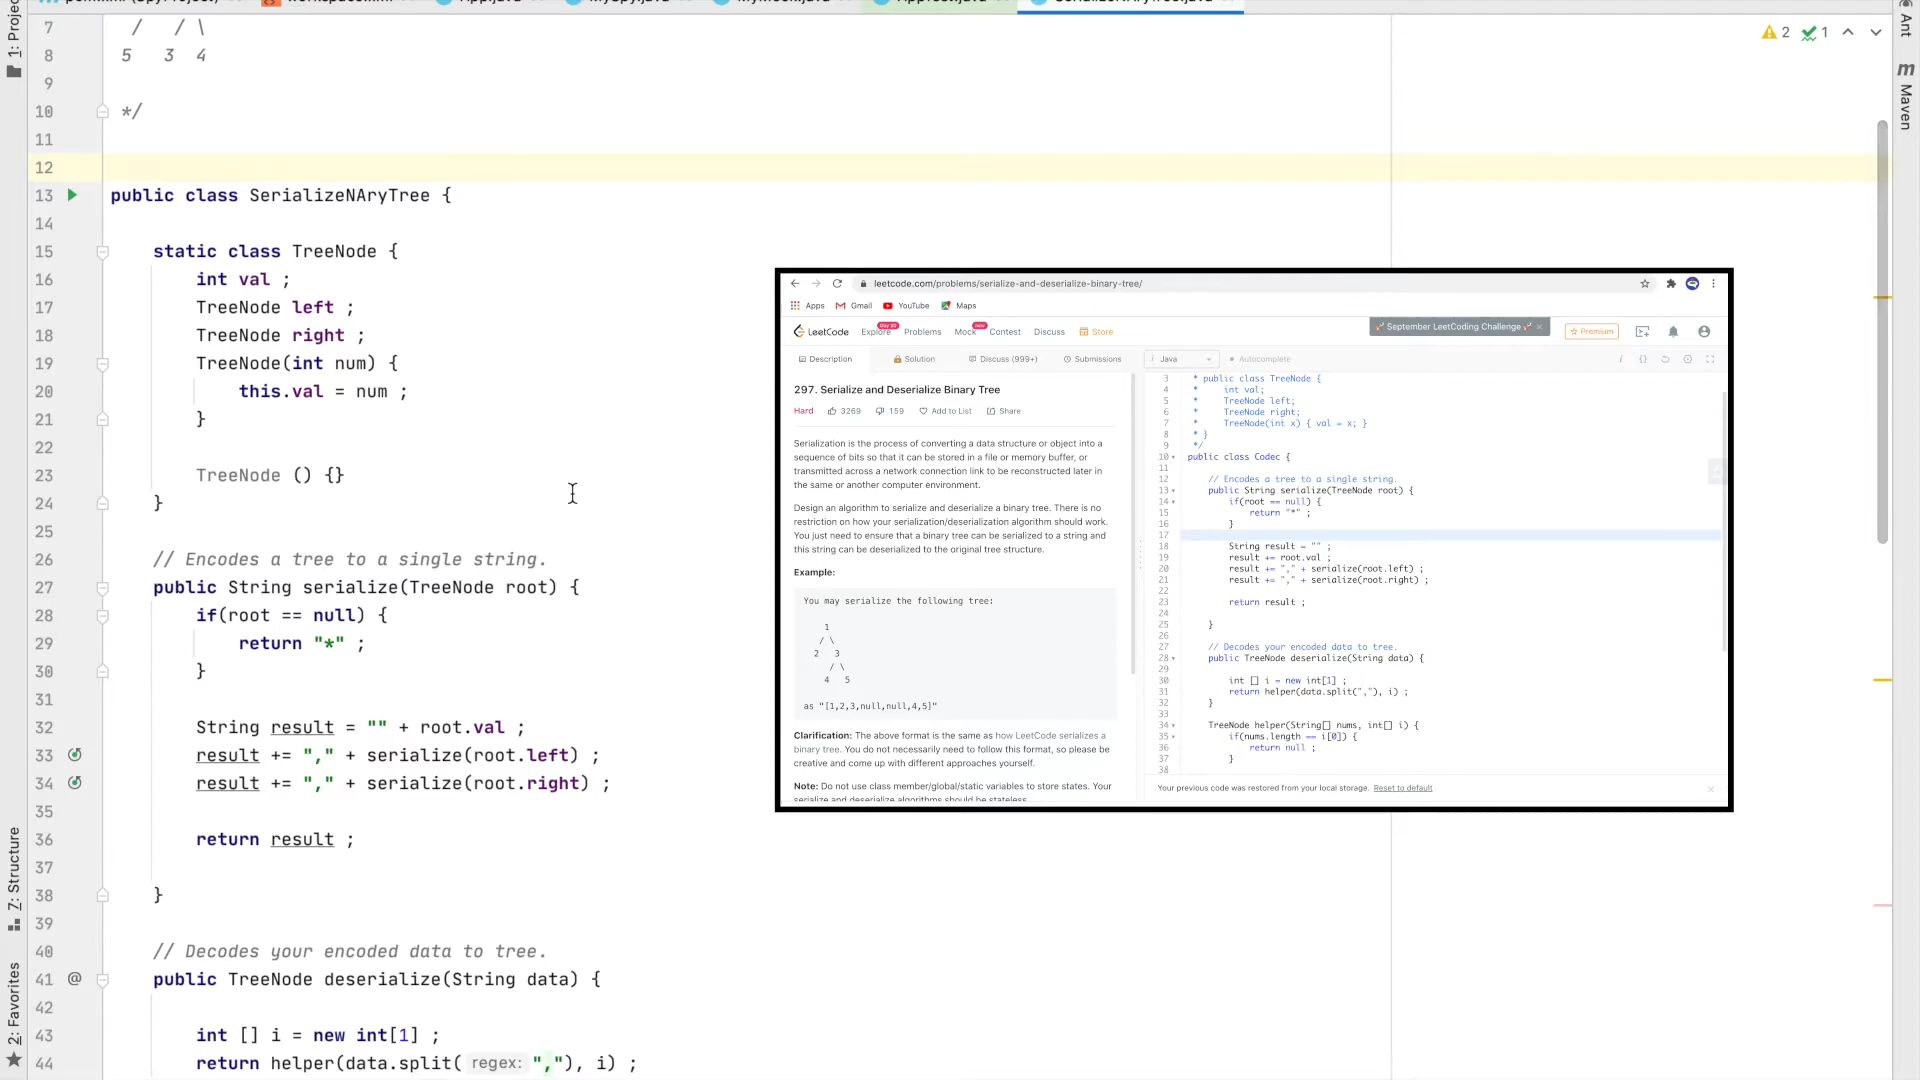 7 / / \
8 5 3 4
9
10 */
11
12
13 public class SerializeNAryTree {
14
15 static class TreeNode {
16 int val ;
17 TreeNode left ;
18 TreeNode right ;
19 TreeNode(int num) {
20 this.val = num ;
21 }
22
23 TreeNode () {}
24 }
25
26 // Encodes a tree to a single string.
27 public String serialize(TreeNode root) {
28 if(root == null) {
29 return "*" ;
30 }
31
32 String result = "" + root.val ;
33 result += "," + serialize(root.left) ;
34 result += "," + serialize(root.right) ;
35
36 return result ;
37
38 }
39
40 // Decodes your encoded data to tree.
41 @ public TreeNode deserialize(String data) {
42
43 int [] i = new int[1] ;
44 return helper(data.split( regex: ","), i) ;
7: Structure
2: Favorites
2 1
Ant
m Maven
leetcode.com/problems/serialize-and-deserialize-binary-tree/
Apps Gmail YouTube Maps
LeetCode Explore Problems Mock new Contest Discuss Store
September LeetCoding Challenge ×
Premium
Description Solution Discuss (999+) Submissions
i Java Autocomplete
297. Serialize and Deserialize Binary Tree
Hard 3269 159 Add to List Share
Serialization is the process of converting a data structure or object into a
sequence of bits so that it can be stored in a file or memory buffer, or
transmitted across a network connection link to be reconstructed later in
the same or another computer environment.
Design an algorithm to serialize and deserialize a binary tree. There is no
restriction on how your serialization/deserialization algorithm should work.
You just need to ensure that a binary tree can be serialized to a string and
this string can be deserialized to the original tree structure.
Example:
You may serialize the following tree:
1
/ \
2 3
/ \
4 5
as "[1,2,3,null,null,4,5]"
Clarification: The above format is the same as how LeetCode serializes a
binary tree. You do not necessarily need to follow this format, so please be
creative and come up with different approaches yourself.
Note: Do not use class member/global/static variables to store states. Your
serialize and deserialize algorithms should be stateless.
3 * public class TreeNode {
4 * int val;
5 * TreeNode left;
6 * TreeNode right;
7 * TreeNode(int x) { val = x; }
8 * }
9 */
10 public class Codec {
11
12 // Encodes a tree to a single string.
13 public String serialize(TreeNode root) {
14 if(root == null) {
15 return "*" ;
16 }
17
18 String result = "" ;
19 result += root.val ;
20 result += "," + serialize(root.left) ;
21 result += "," + serialize(root.right) ;
22
23 return result ;
24
25 }
26
27 // Decodes your encoded data to tree.
28 public TreeNode deserialize(String data) {
29
30 int [] i = new int[1] ;
31 return helper(data.split(","), i) ;
32 }
33
34 TreeNode helper(String[] nums, int[] i) {
35 if(nums.length == i[0]) {
36 return null ;
37 }
38
Your previous code was restored from your local storage. Reset to default